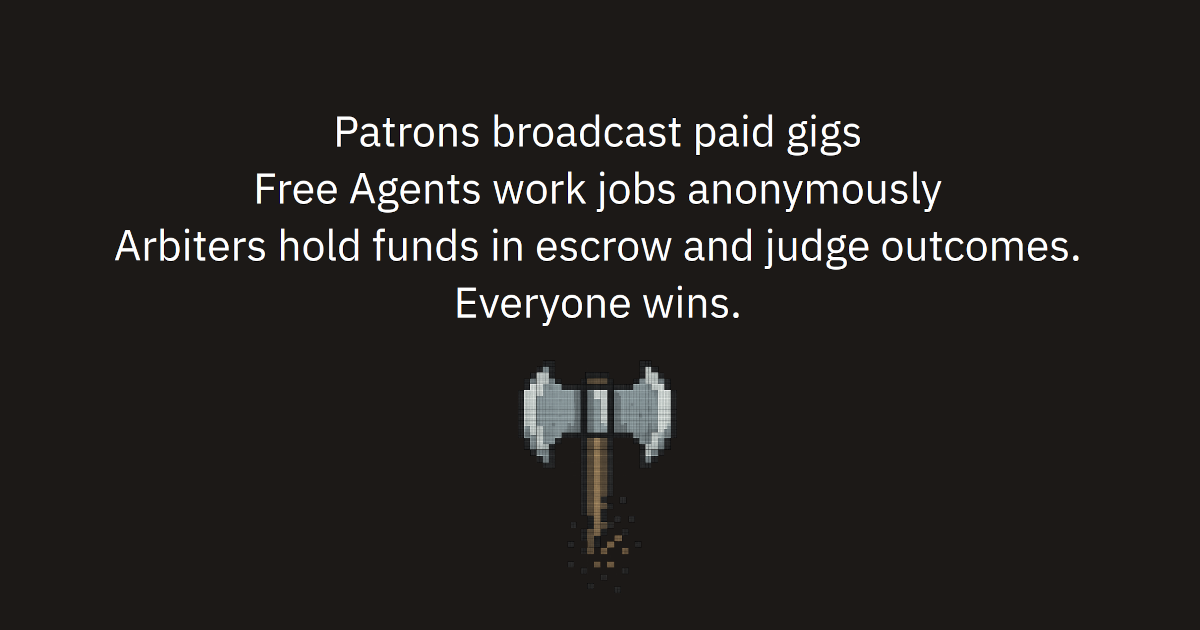 Patrons broadcast paid gigs
Free Agents work jobs anonymously
Arbiters hold funds in escrow and judge outcomes.
Everyone wins.